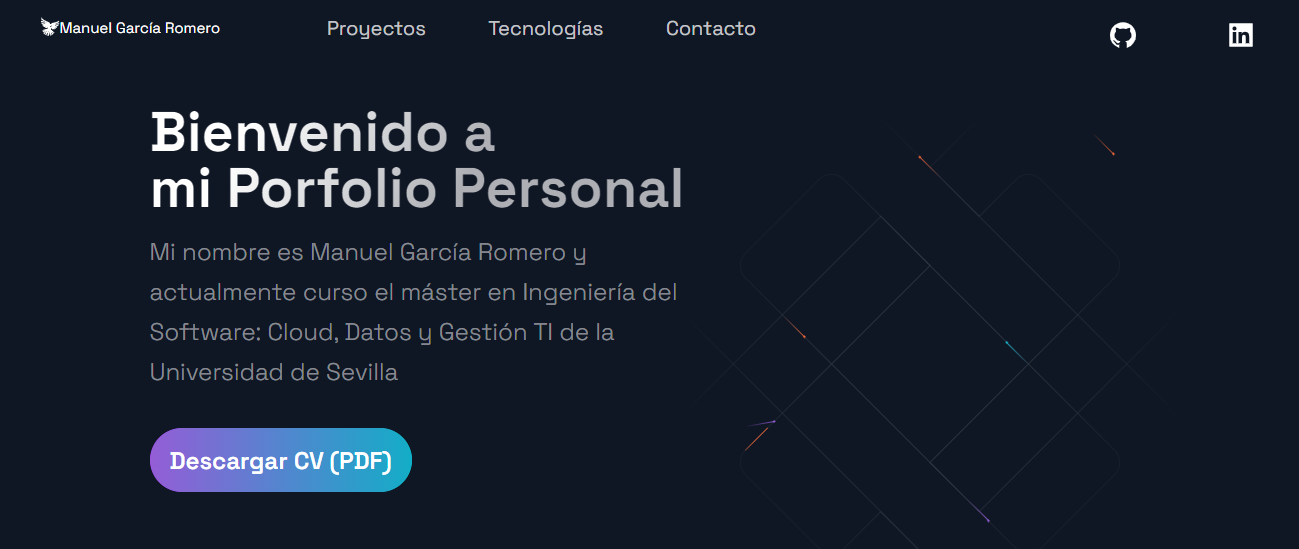 Manuel García Romero
Proyectos
Tecnologías
Contacto
in
Bienvenido a
mi Porfolio Personal
Mi nombre es Manuel García Romero y
actualmente curso el máster en Ingeniería del
Software: Cloud, Datos y Gestión TI de la
Universidad de Sevilla
Descargar CV (PDF)